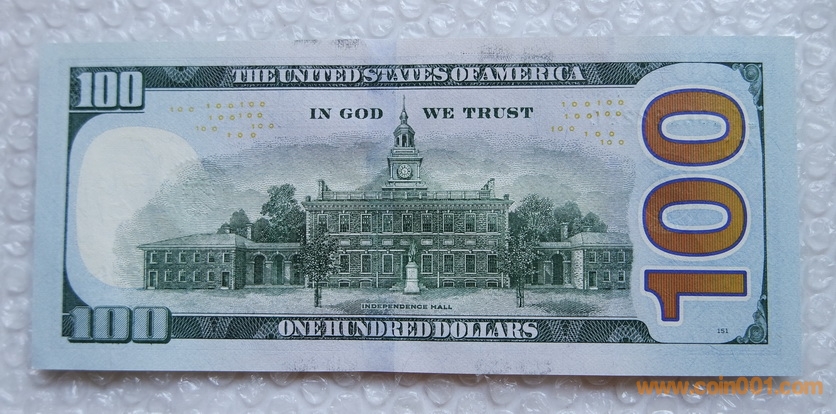 100
THE UNITED STATES OF AMERICA
IN GOD WE TRUST
100
INDEPENDENCE HALL
100
ONE HUNDRED DOLLARS
151
www.coin001.com